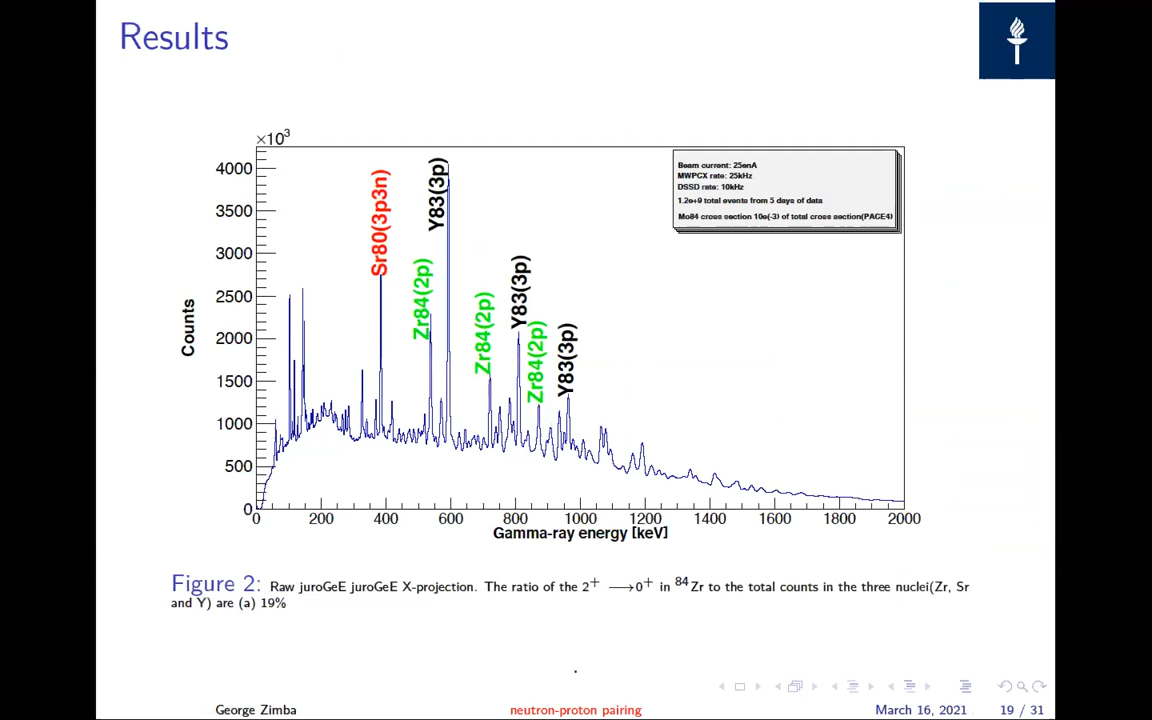 Results
×10³
Counts
4000
3500
3000
2500
2000
1500
1000
500
0
Sr80(3p3n)
Zr84(2p)
Y83(3p)
Zr84(2p)
Y83(3p)
Zr84(2p)
Y83(3p)
Beam current: 25enA
MWPCX rate: 25kHz
DSSD rate: 10kHz
1.2e+9 total events from 5 days of data
Mo84 cross section 10e(-3) of total cross section(PACE4)
0 200 400 600 800 1000 1200 1400 1600 1800 2000
Gamma-ray energy [keV]
Figure 2: Raw juroGeE juroGeE X-projection. The ratio of the 2⁺ ⟶0⁺ in ⁸⁴Zr to the total counts in the three nuclei(Zr, Sr
and Y) are (a) 19%
.
George Zimba neutron-proton pairing March 16, 2021 19 / 31